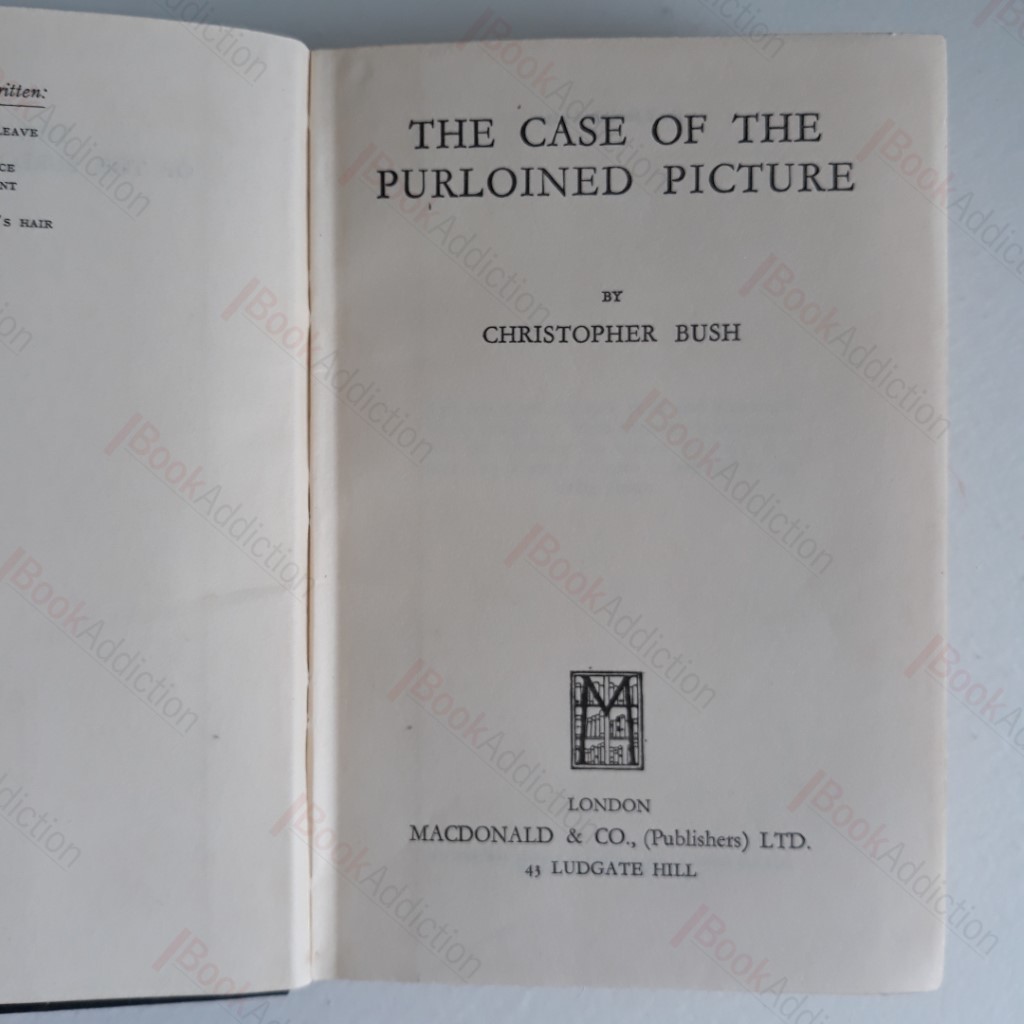 ritten:
LEAVE
CE
NT
'S HAIR
THE CASE OF THE
PURLOINED PICTURE
BY
CHRISTOPHER BUSH
M
LONDON
MACDONALD & CO., (Publishers) LTD.
43 LUDGATE HILL
BookAddiction